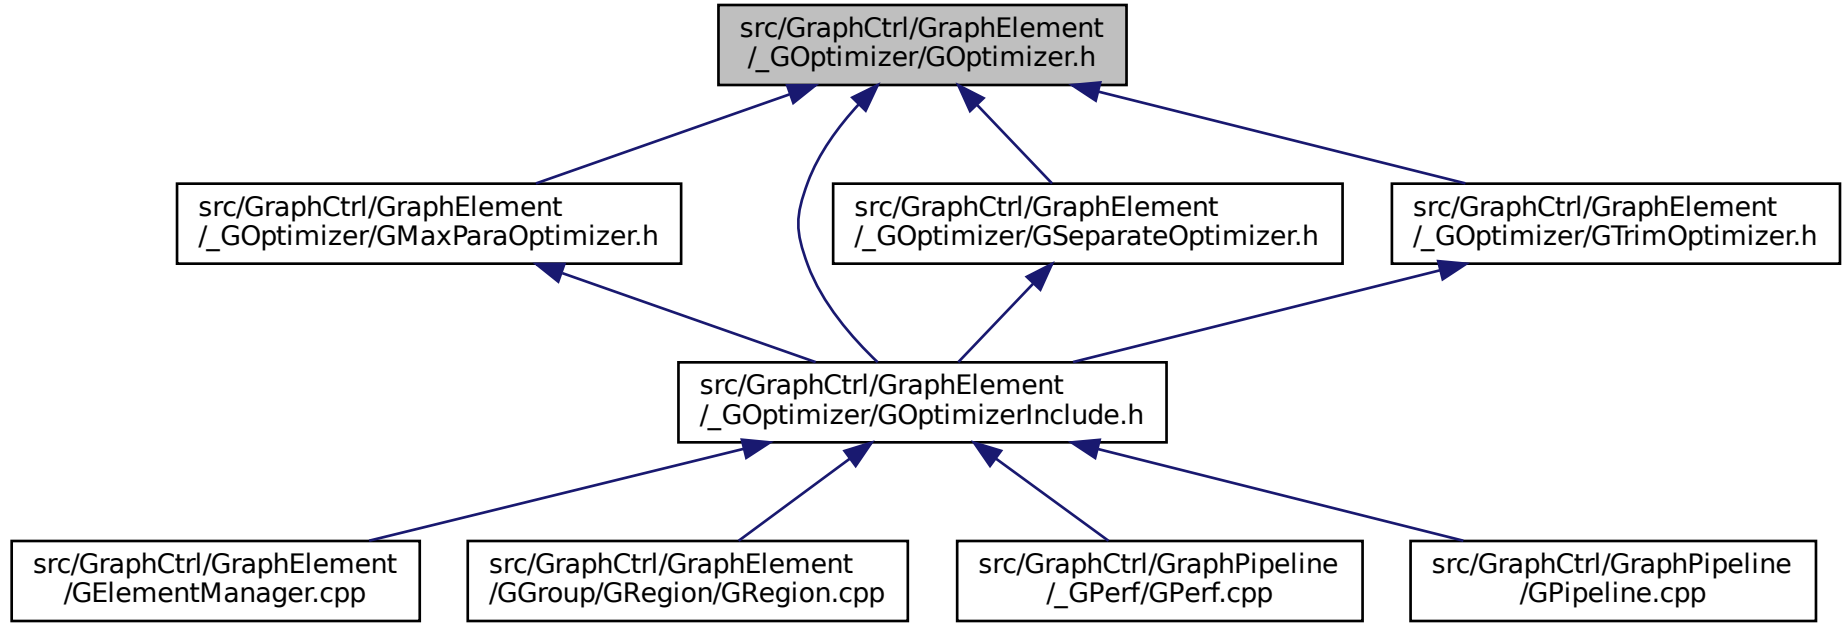 src/GraphCtrl/GraphElement
/_GOptimizer/GOptimizer.h
src/GraphCtrl/GraphElement
/_GOptimizer/GMaxParaOptimizer.h
src/GraphCtrl/GraphElement
/_GOptimizer/GSeparateOptimizer.h
src/GraphCtrl/GraphElement
/_GOptimizer/GTrimOptimizer.h
src/GraphCtrl/GraphElement
/_GOptimizer/GOptimizerInclude.h
src/GraphCtrl/GraphElement
/GElementManager.cpp
src/GraphCtrl/GraphElement
/GGroup/GRegion/GRegion.cpp
src/GraphCtrl/GraphPipeline
/_GPerf/GPerf.cpp
src/GraphCtrl/GraphPipeline
/GPipeline.cpp